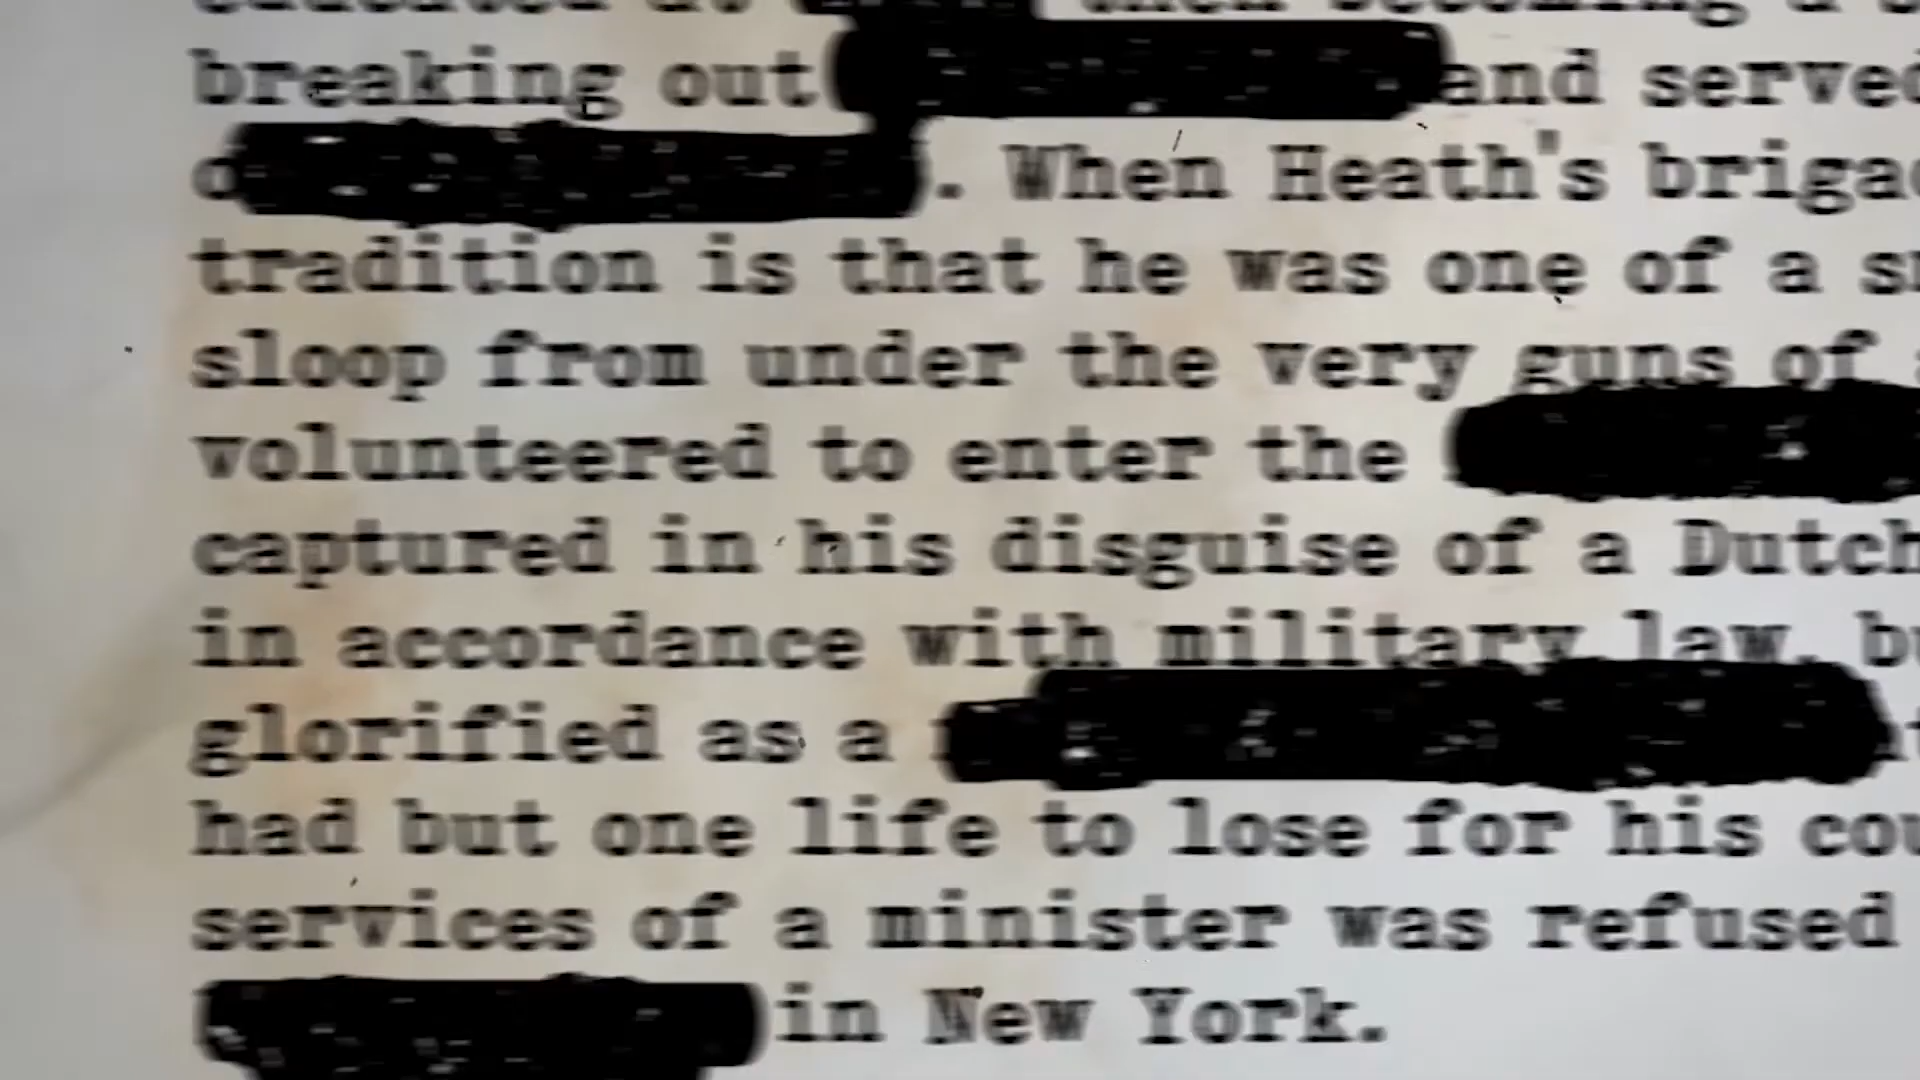 breaking out and served
. When Heath's
tradition is that he was one of a
sloop from under the very guns of
volunteered to enter the
captured in his disguise of a Dutch
in accordance with military law,
glorified as a
had but one life to lose for his
services of a minister was refused
in New York.